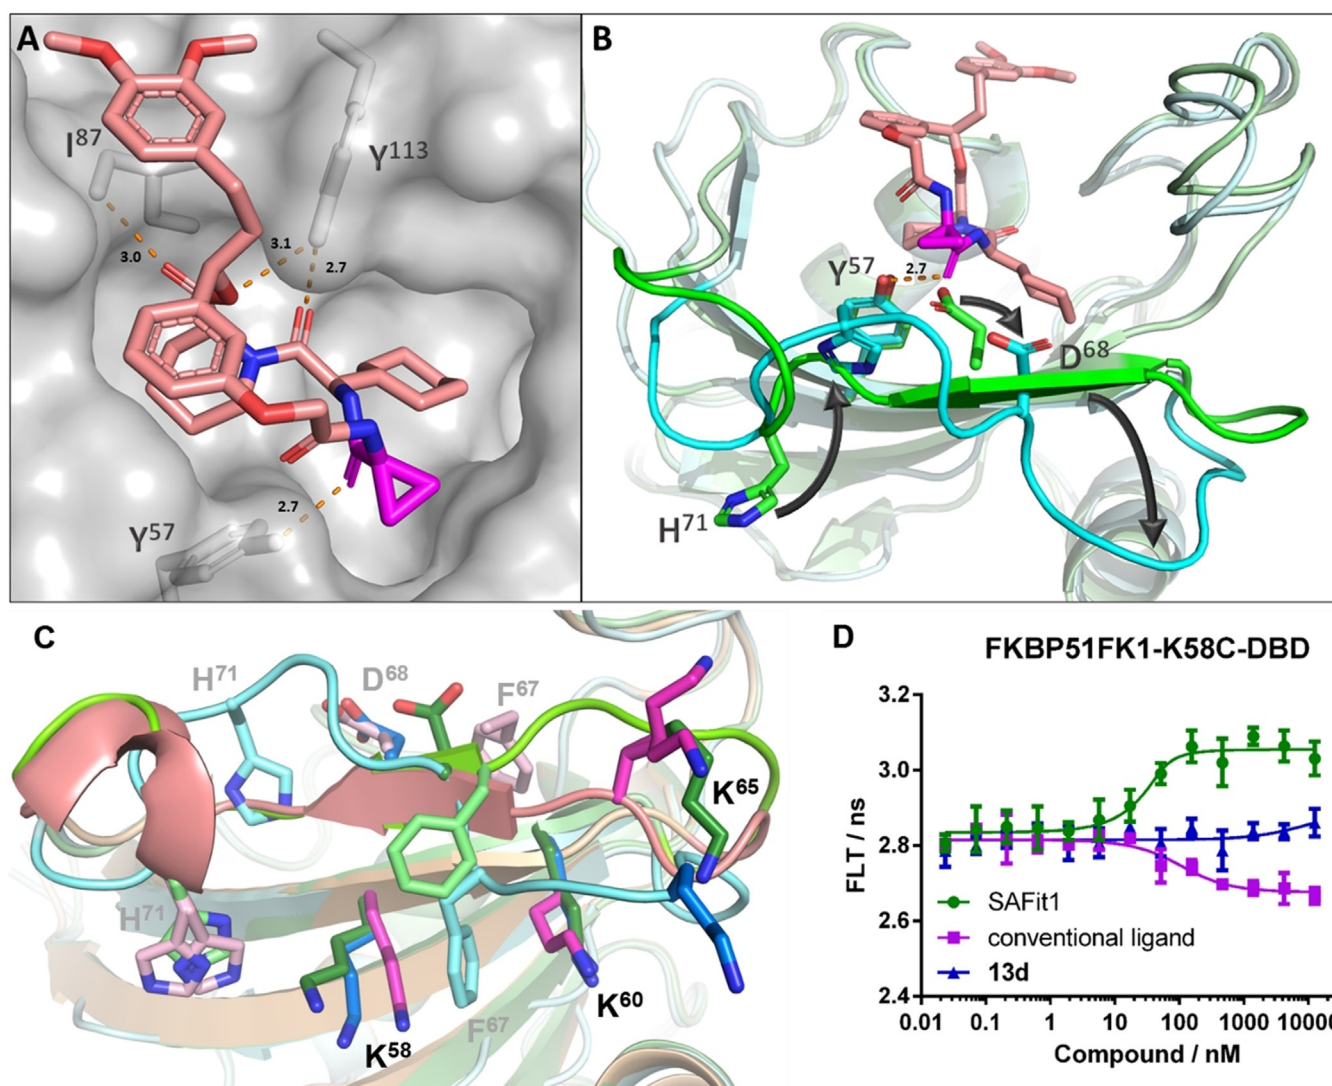 A
I⁸⁷
Y¹¹³
3.1
3.0
2.7
2.7
Y⁵⁷
B
Y⁵⁷
2.7
D⁶⁸
H⁷¹
C
H⁷¹
D⁶⁸
F⁶⁷
K⁶⁵
H⁷¹
K⁶⁰
F⁶⁷
K⁵⁸
D
FKBP51FK1-K58C-DBD
3.2
3.0
2.8
2.6
2.4
FLT / ns
SAFit1
conventional ligand
13d
0.01 0.1 1 10 100 1000
Compound / nM